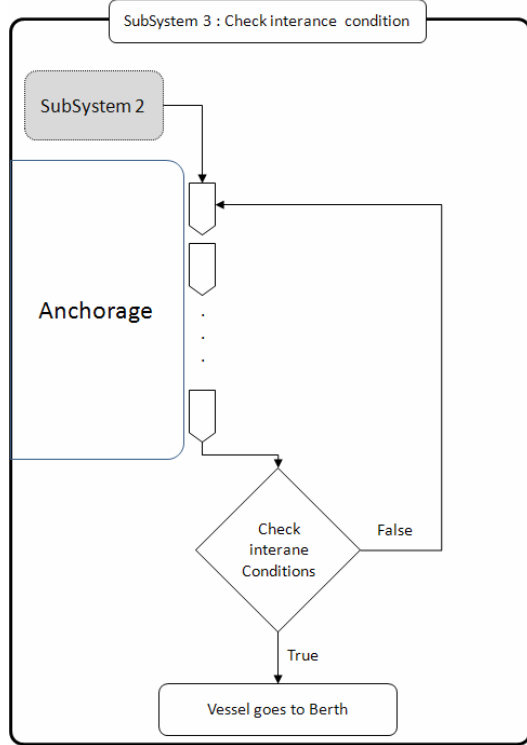 SubSystem 3 : Check interance condition
SubSystem 2
Anchorage
.
.
.
Check
interane
Conditions
False
True
Vessel goes to Berth